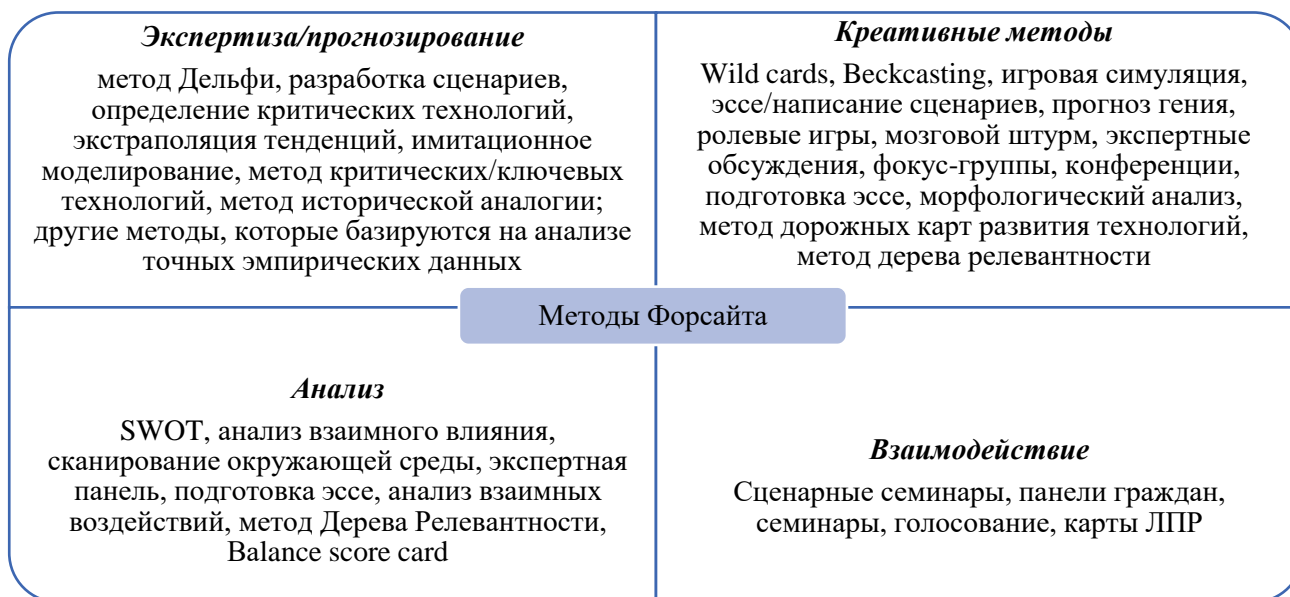 Экспертиза/прогнозирование
метод Дельфи, разработка сценариев,
определение критических технологий,
экстраполяция тенденций, имитационное
моделирование, метод критических/ключевых
технологий, метод исторической аналогии;
другие методы, которые базируются на анализе
точных эмпирических данных
Креативные методы
Wild cards, Beckcasting, игровая симуляция,
эссе/написание сценариев, прогноз гения,
ролевые игры, мозговой штурм, экспертные
обсуждения, фокус-группы, конференции,
подготовка эссе, морфологический анализ,
метод дорожных карт развития технологий,
метод дерева релевантности
Методы Форсайта
Анализ
SWOT, анализ взаимного влияния,
сканирование окружающей среды, экспертная
панель, подготовка эссе, анализ взаимных
воздействий, метод Дерева Релевантности,
Balance score card
Взаимодействие
Сценарные семинары, панели граждан,
семинары, голосование, карты ЛПР